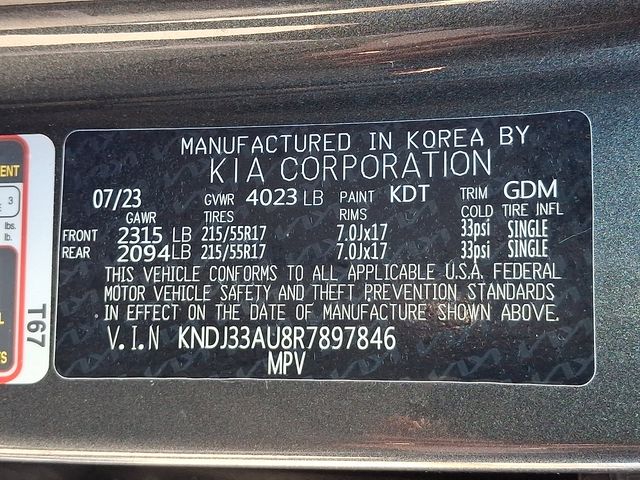 MANUFACTURED IN KOREA BY
KIA CORPORATION
07/23 GVWR 4023 LB PAINT KDT TRIM GDM
GAWR TIRES RIMS COLD TIRE INFL
FRONT 2315 LB 215/55R17 7.0Jx17 33psi SINGLE
REAR 2094 LB 215/55R17 7.0Jx17 33psi SINGLE
THIS VEHICLE CONFORMS TO ALL APPLICABLE U.S.A. FEDERAL
MOTOR VEHICLE SAFETY AND THEFT PREVENTION STANDARDS
IN EFFECT ON THE DATE OF MANUFACTURE SHOWN ABOVE.
V.I.N KNDJ33AU8R7897846
MPV
3
lbs.
lb.
T67